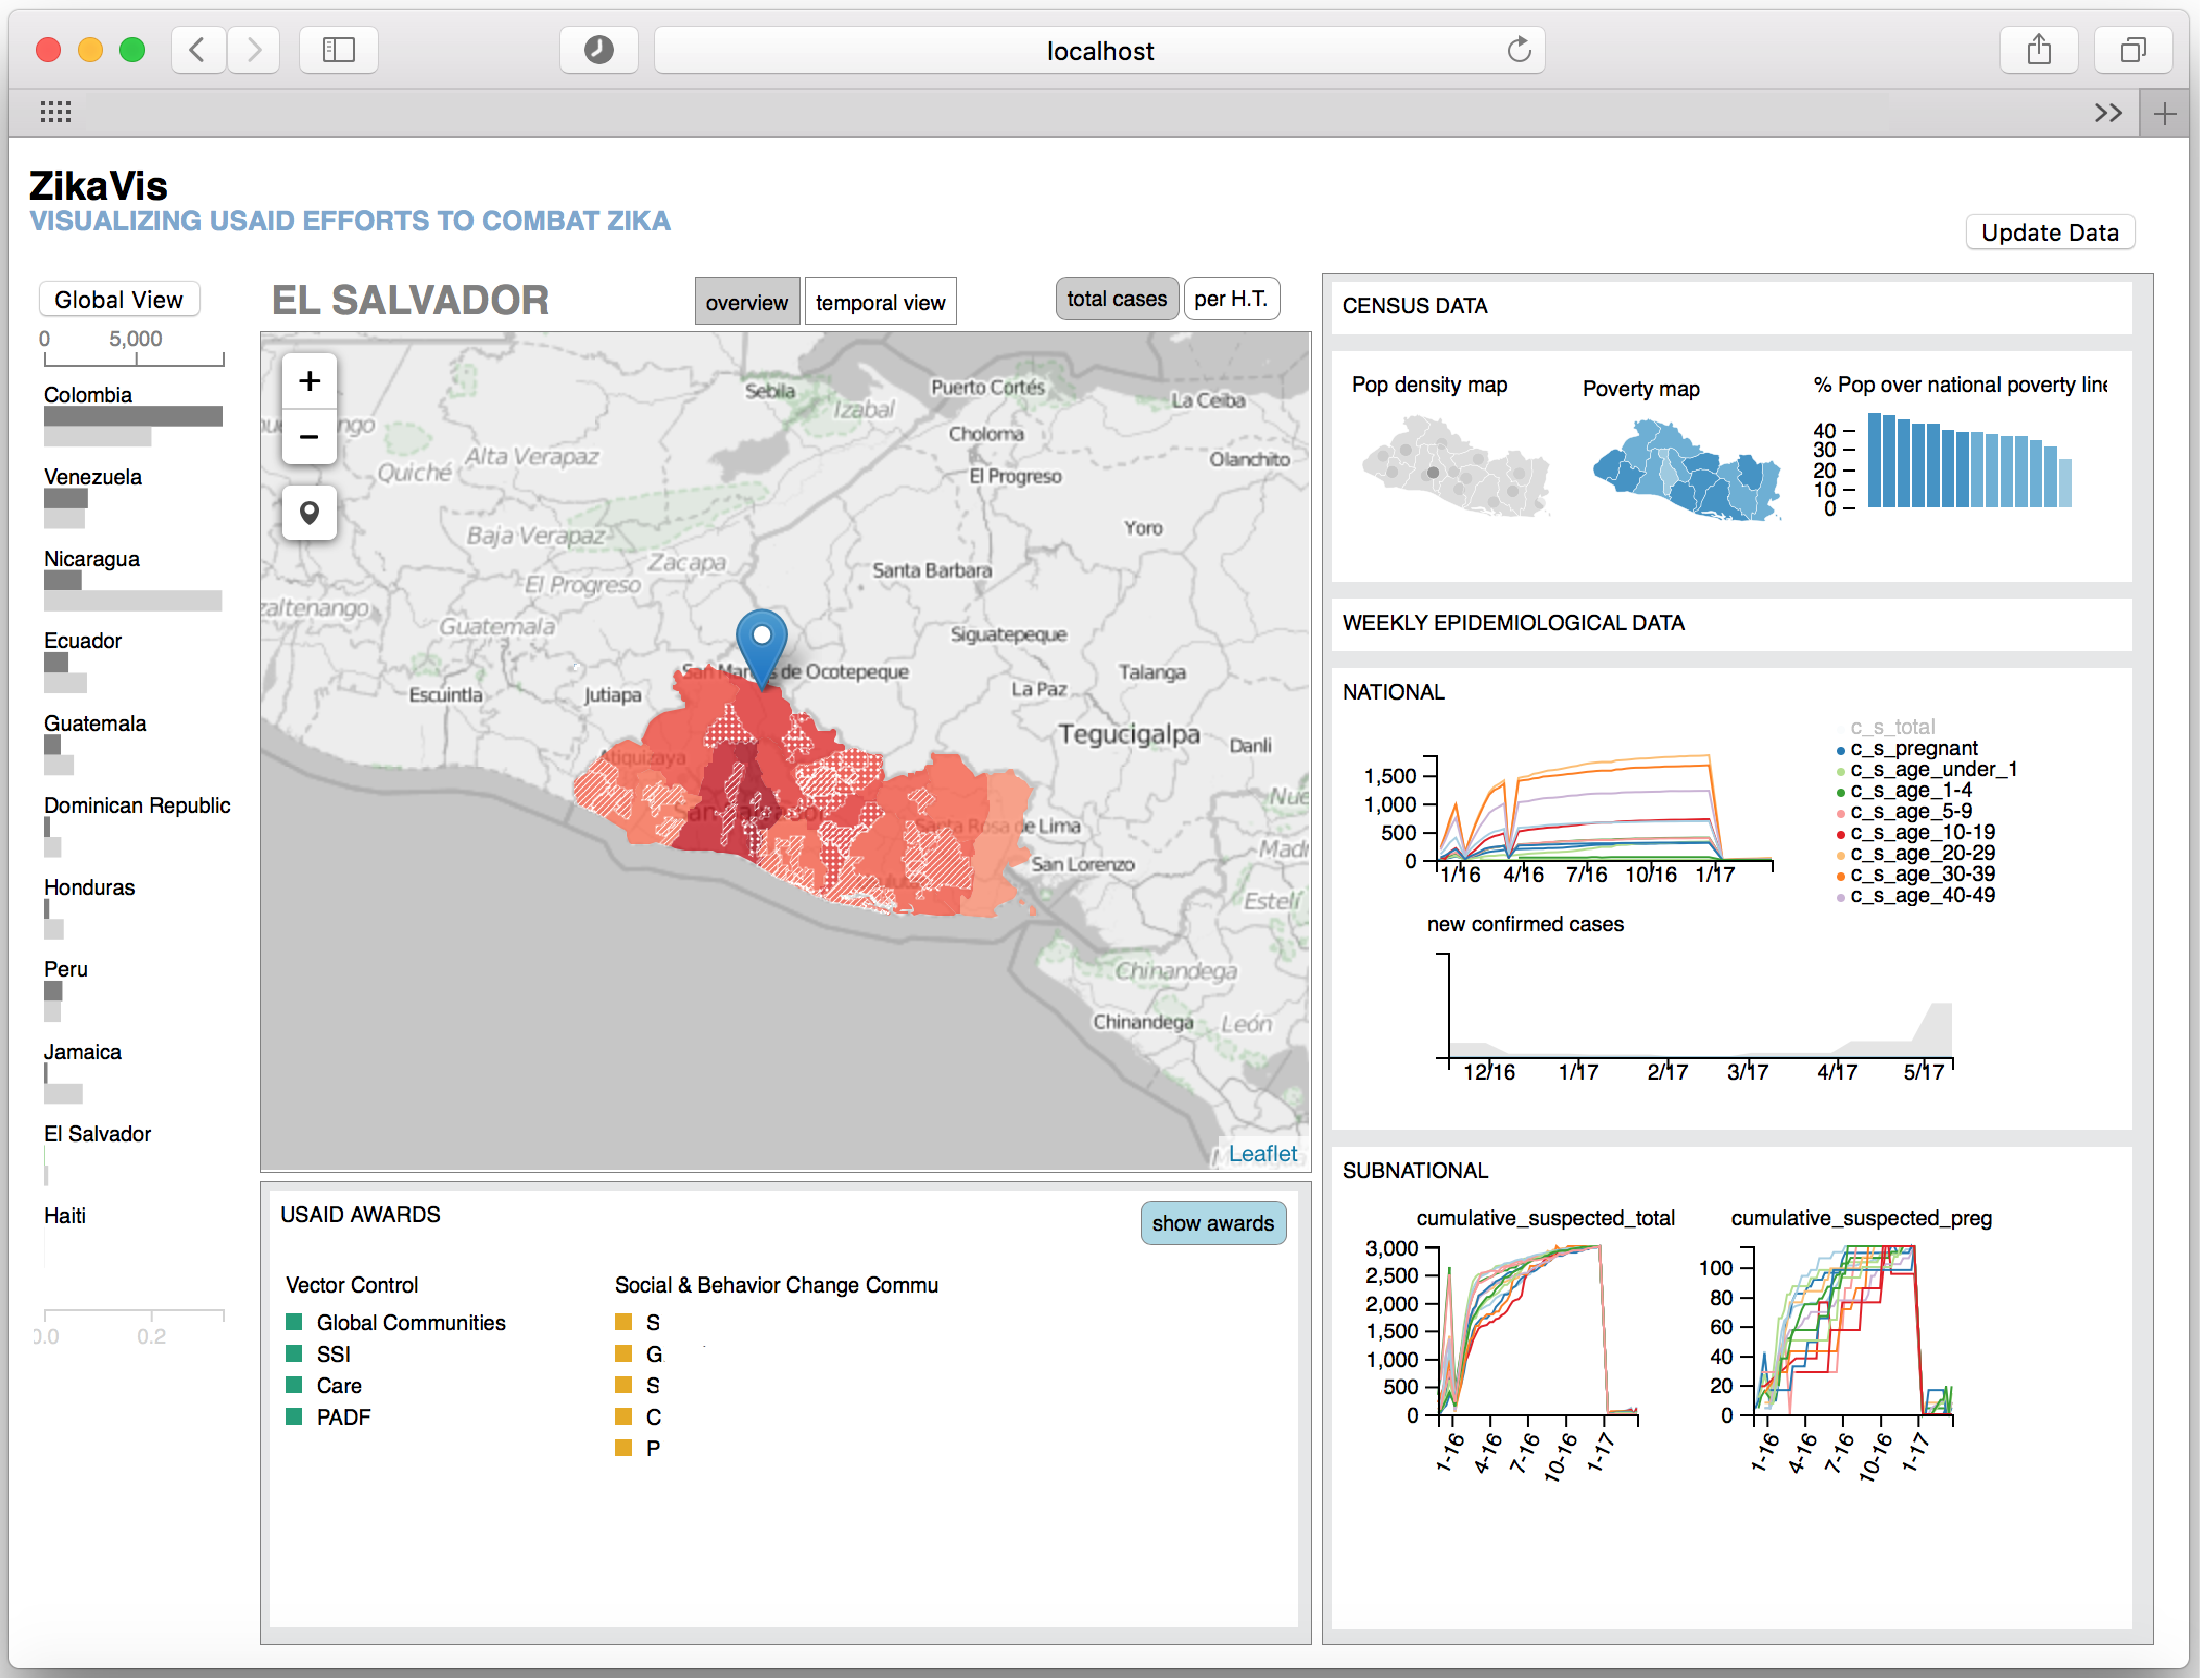 localhost
ZikaVis
VISUALIZING USAID EFFORTS TO COMBAT ZIKA
Update Data
Global View
0 5,000
Colombia
Venezuela
Nicaragua
Ecuador
Guatemala
Dominican Republic
Honduras
Peru
Jamaica
El Salvador
Haiti
0.2
EL SALVADOR
overview
temporal view
total cases
per H.T.
+
−
Sebila
Puerto Cortés
La Ceiba
Izabal
Choloma
Alta Verapaz
Quiché
El Progreso
Olanchito
Yoro
Baja Verapaz
Zacapa
Santa Barbara
El Progreso
Guatemala
Siguatepeque
de Ocotepeque
Talanga
La Paz
Escuintla
Jutiapa
Tegucigalpa
Danli
Atiquizaya
Santa Rosa de Lima
San Lorenzo
Estelí
Chinandega
Chinandega
León
Leaflet
USAID AWARDS
show awards
Vector Control
Global Communities
SSI
Care
PADF
Social & Behavior Change Commu
S
G
S
C
P
CENSUS DATA
Pop density map
Poverty map
% Pop over national poverty line
40
30
20
10
0
WEEKLY EPIDEMIOLOGICAL DATA
NATIONAL
1,500
1,000
500
0
1/16 4/16 7/16 10/16 1/17
c_s_total
c_s_pregnant
c_s_age_under_1
c_s_age_1-4
c_s_age_5-9
c_s_age_10-19
c_s_age_20-29
c_s_age_30-39
c_s_age_40-49
new confirmed cases
12/16 1/17 2/17 3/17 4/17 5/17
SUBNATIONAL
cumulative_suspected_total
3,000
2,500
2,000
1,500
1,000
500
0
1-16 4-16 7-16 10-16 1-17
cumulative_suspected_preg
100
80
60
40
20
0
1-16 4-16 7-16 10-16 1-17